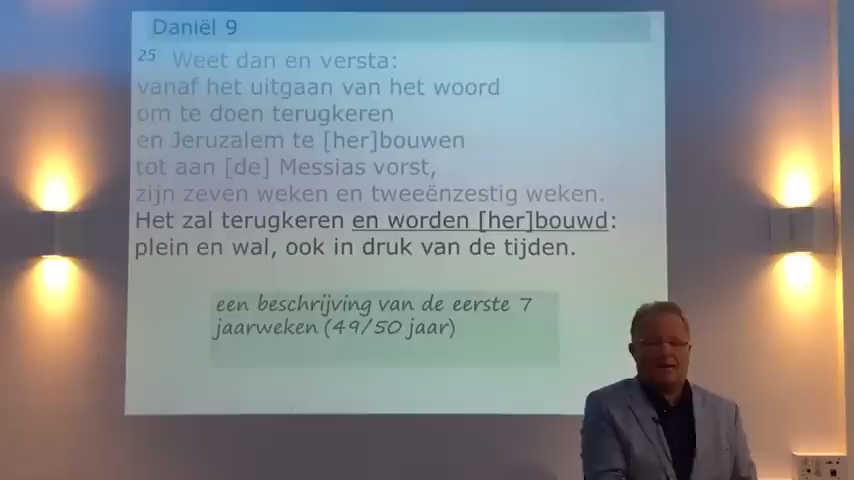 Daniël 9
25 Weet dan en versta:
vanaf het uitgaan van het woord
om te doen terugkeren
en Jeruzalem te [her]bouwen
tot aan [de] Messias vorst,
zijn zeven weken en tweeënzestig weken.
Het zal terugkeren en worden [her]bouwd:
plein en wal, ook in druk van de tijden.
een beschrijving van de eerste 7
jaarweken (49/50 jaar)